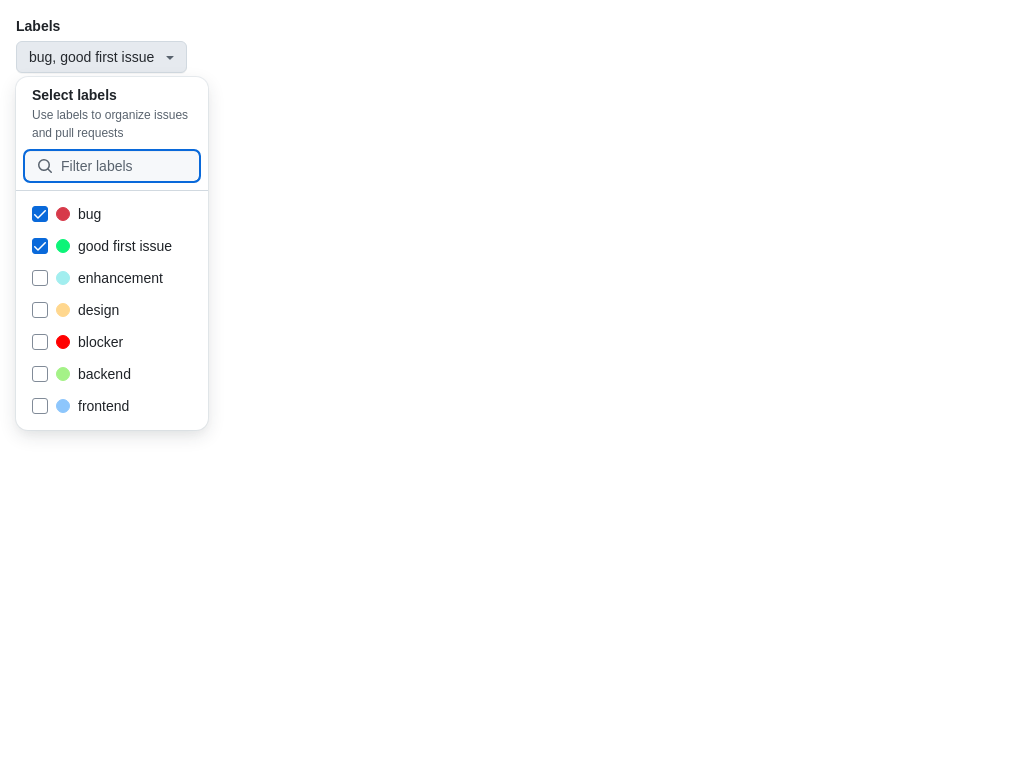 Labels
bug, good first issue
Select labels
Use labels to organize issues
and pull requests
Filter labels
bug
good first issue
enhancement
design
blocker
backend
frontend